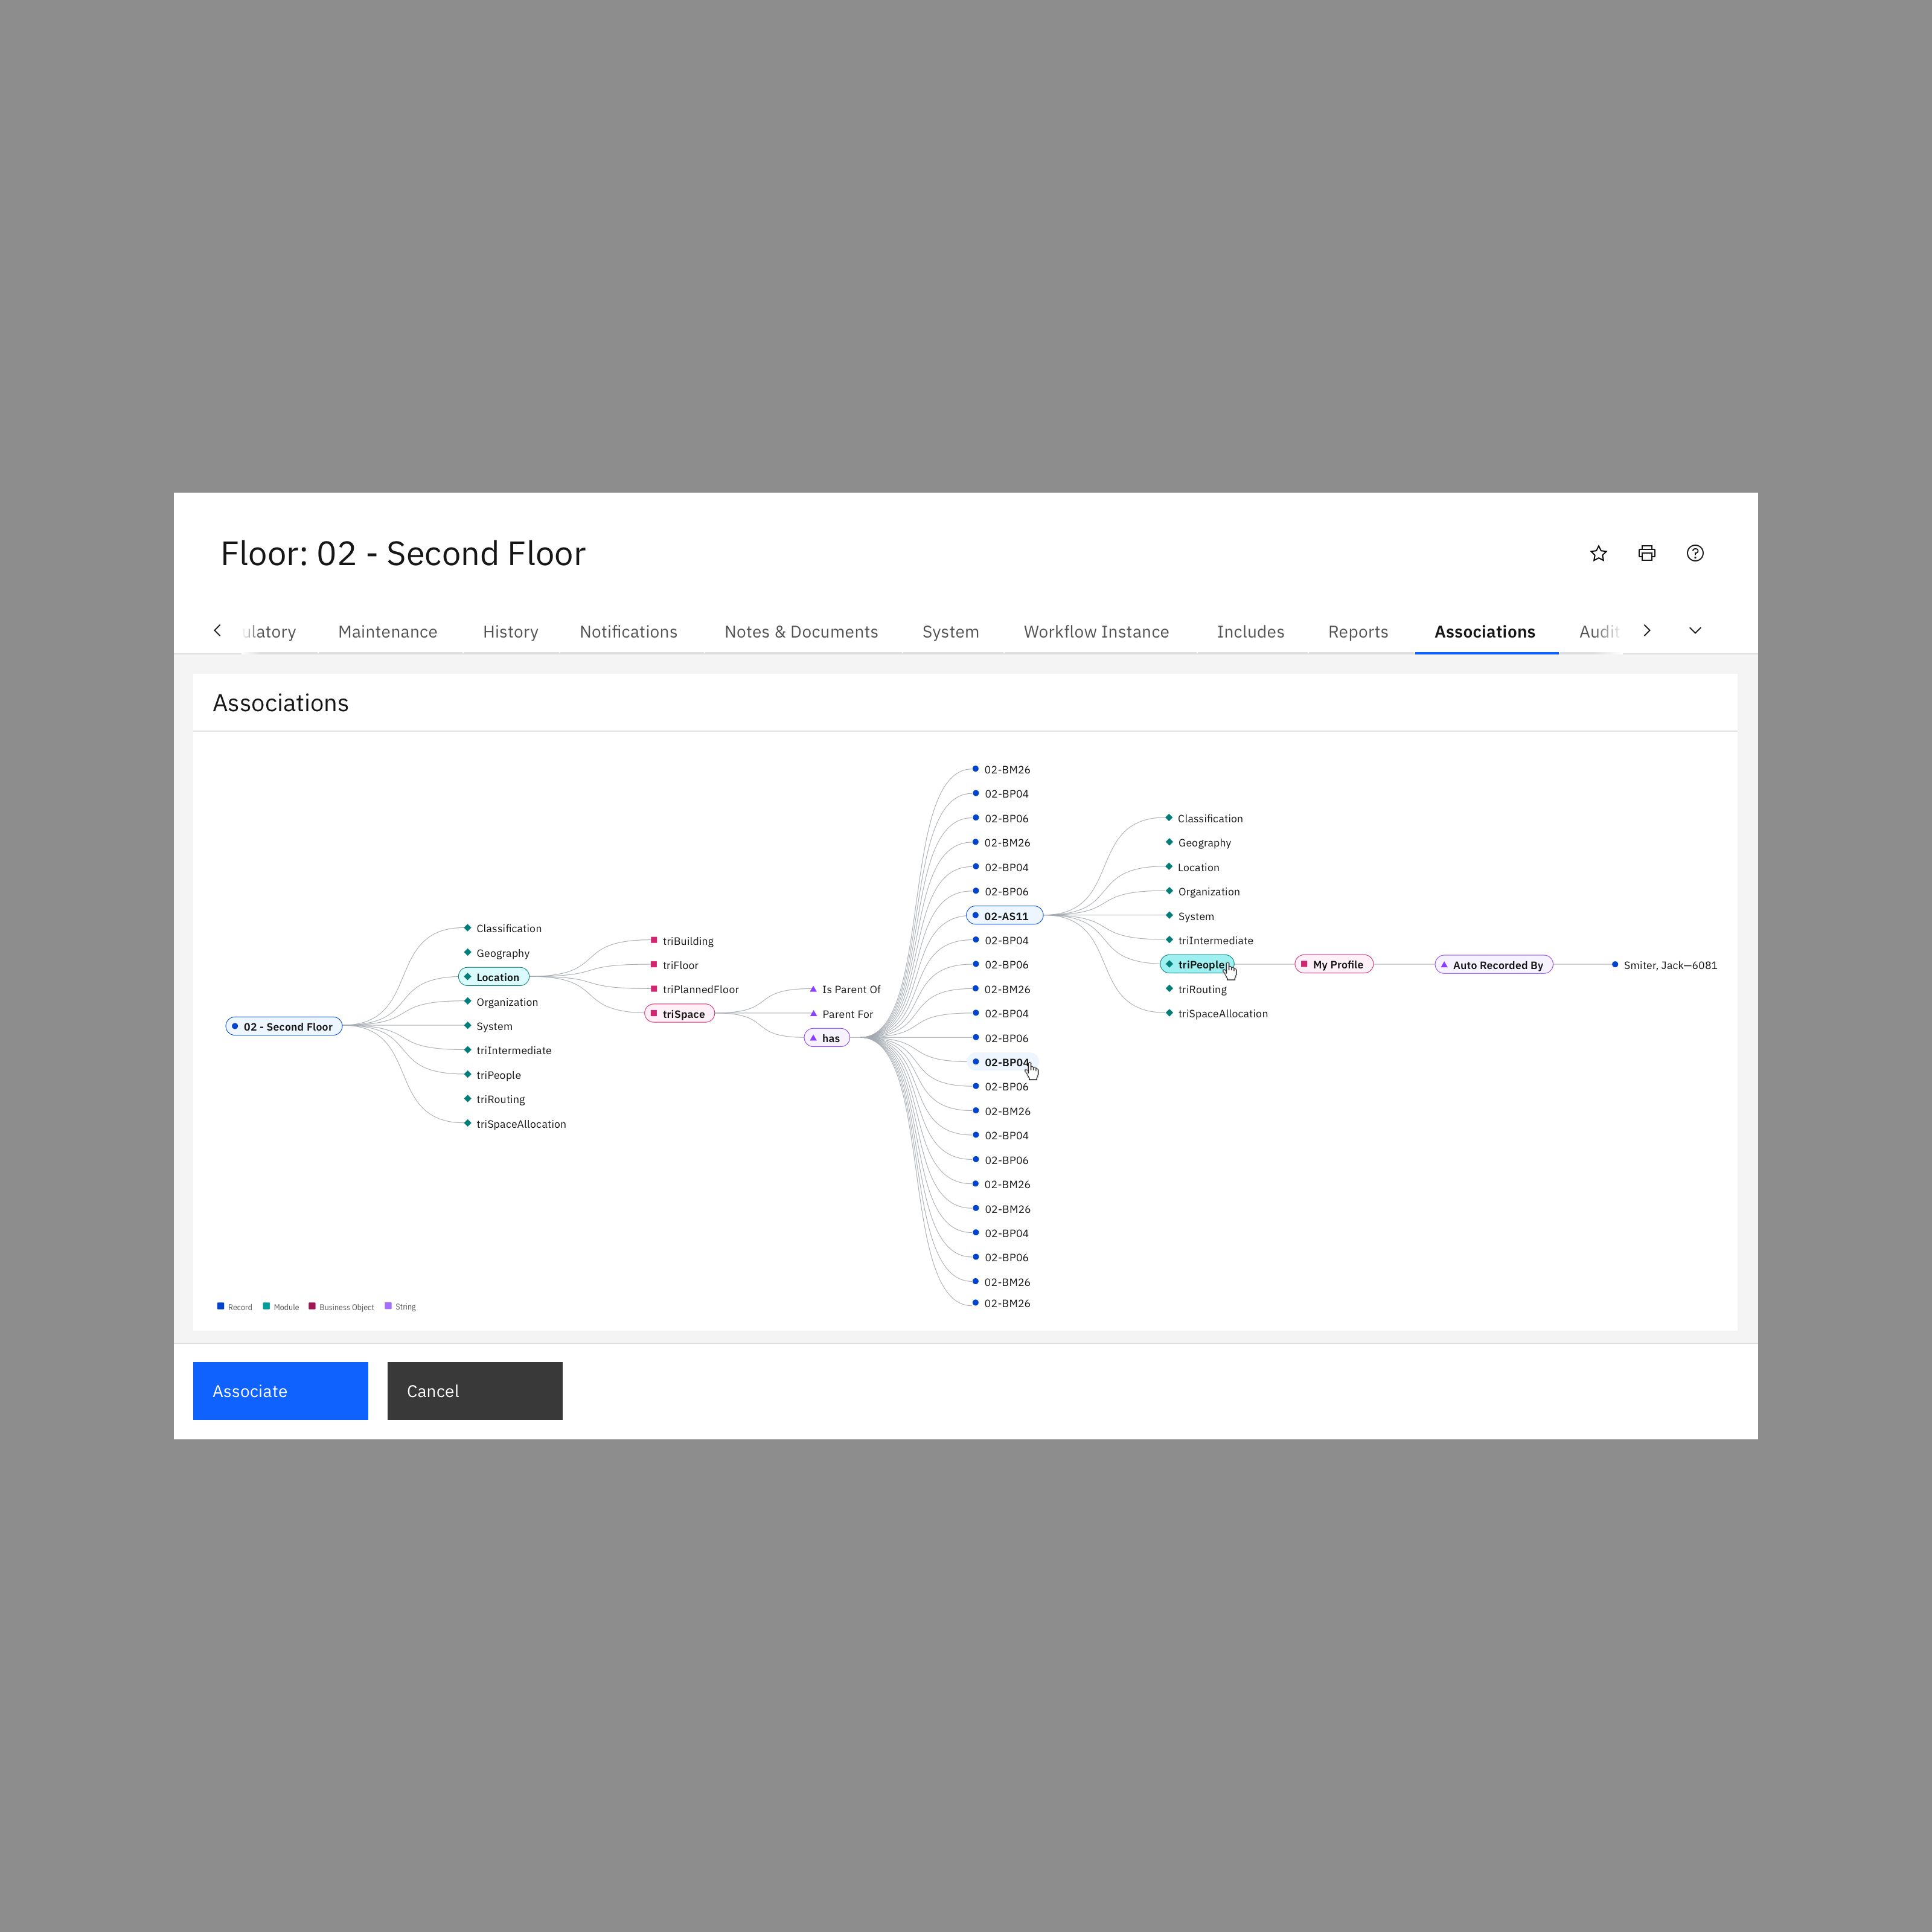 Floor: 02 - Second Floor
ulatory Maintenance History Notifications Notes & Documents System Workflow Instance Includes Reports Associations Audit
Associations
02 - Second Floor
Classification
Geography
Location
Organization
System
triIntermediate
triPeople
triRouting
triSpaceAllocation
triBuilding
triFloor
triPlannedFloor
triSpace
Is Parent Of
Parent For
has
02-BM26
02-BP04
02-BP06
02-BM26
02-BP04
02-BP06
02-AS11
02-BP04
02-BP06
02-BM26
02-BP04
02-BP06
02-BP04
02-BP06
02-BM26
02-BP04
02-BP06
02-BM26
02-BM26
02-BP04
02-BP06
02-BM26
02-BM26
Classification
Geography
Location
Organization
System
triIntermediate
triPeople
triRouting
triSpaceAllocation
My Profile
Auto Recorded By
Smiter, Jack—6081
Record Module Business Object String
Associate Cancel